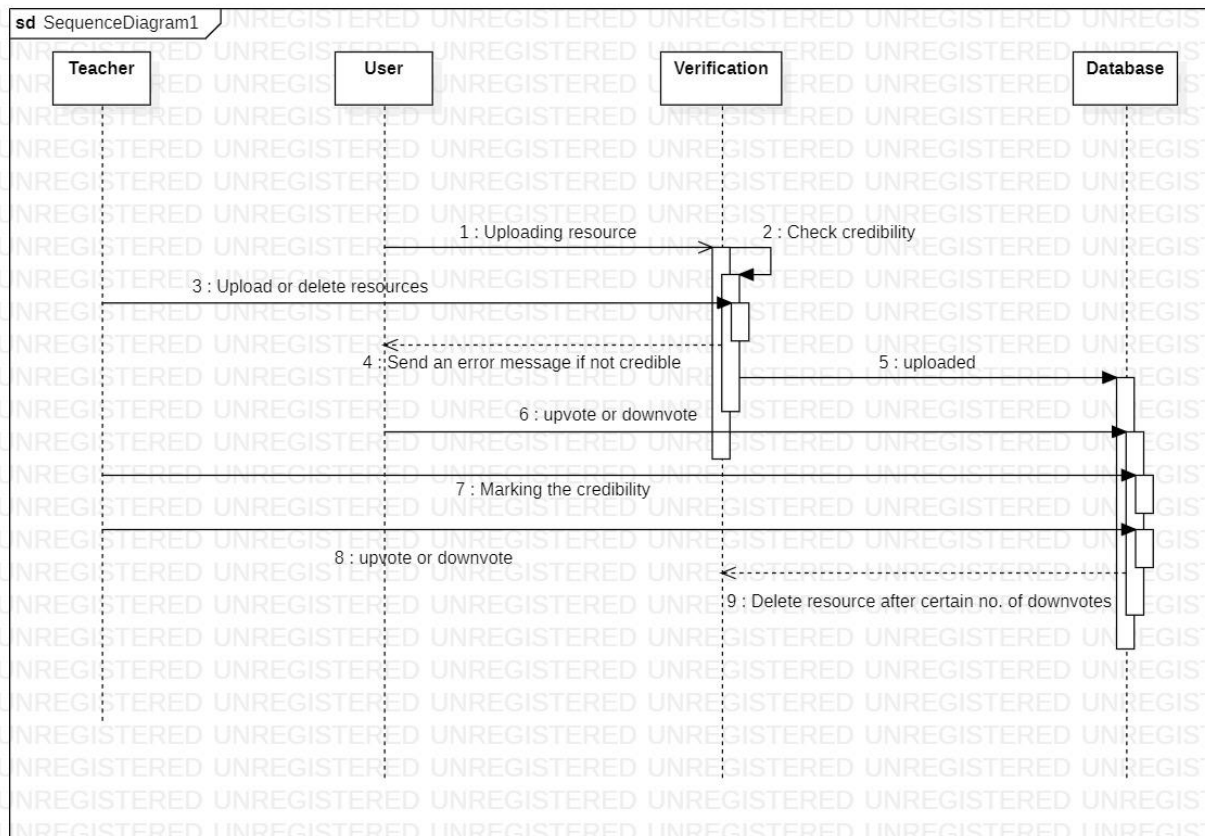 sd SequenceDiagram1
Teacher
User
Verification
Database
1 : Uploading resource
2 : Check credibility
3 : Upload or delete resources
4 : Send an error message if not credible
5 : uploaded
6 : upvote or downvote
7 : Marking the credibility
8 : upvote or downvote
9 : Delete resource after certain no. of downvotes
UNREGISTERED